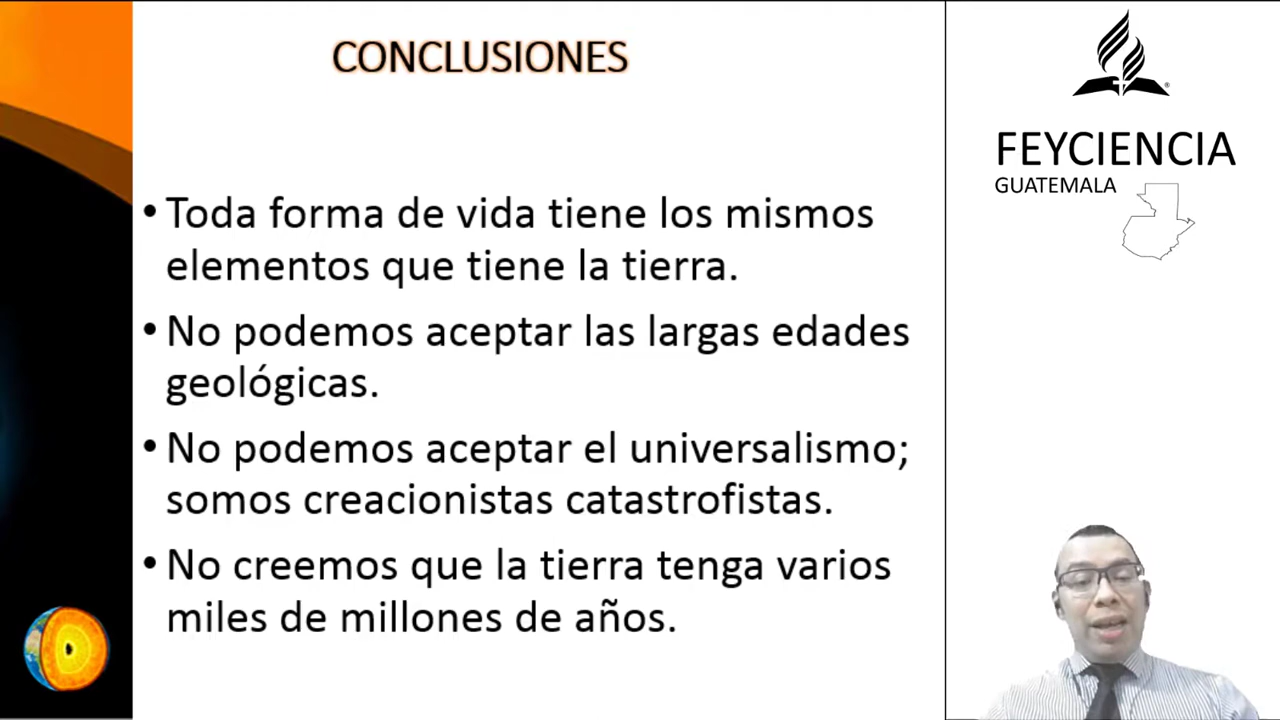 CONCLUSIONES
• Toda forma de vida tiene los mismos
elementos que tiene la tierra.
• No podemos aceptar las largas edades
geológicas.
• No podemos aceptar el universalismo;
somos creacionistas catastrofistas.
• No creemos que la tierra tenga varios
miles de millones de años.
®
FEYCIENCIA
GUATEMALA